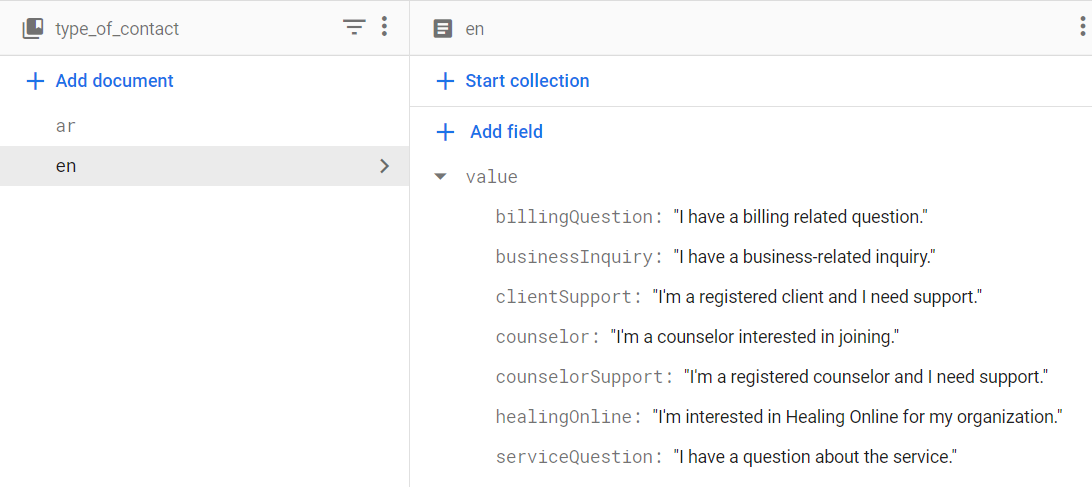 type_of_contact
Add document
ar
en
en
Start collection
Add field
value
billingQuestion: "I have a billing related question."
businessInquiry: "I have a business-related inquiry."
clientSupport: "I'm a registered client and I need support."
counselor: "I'm a counselor interested in joining."
counselorSupport: "I'm a registered counselor and I need support."
healingOnline: "I'm interested in Healing Online for my organization."
serviceQuestion: "I have a question about the service."